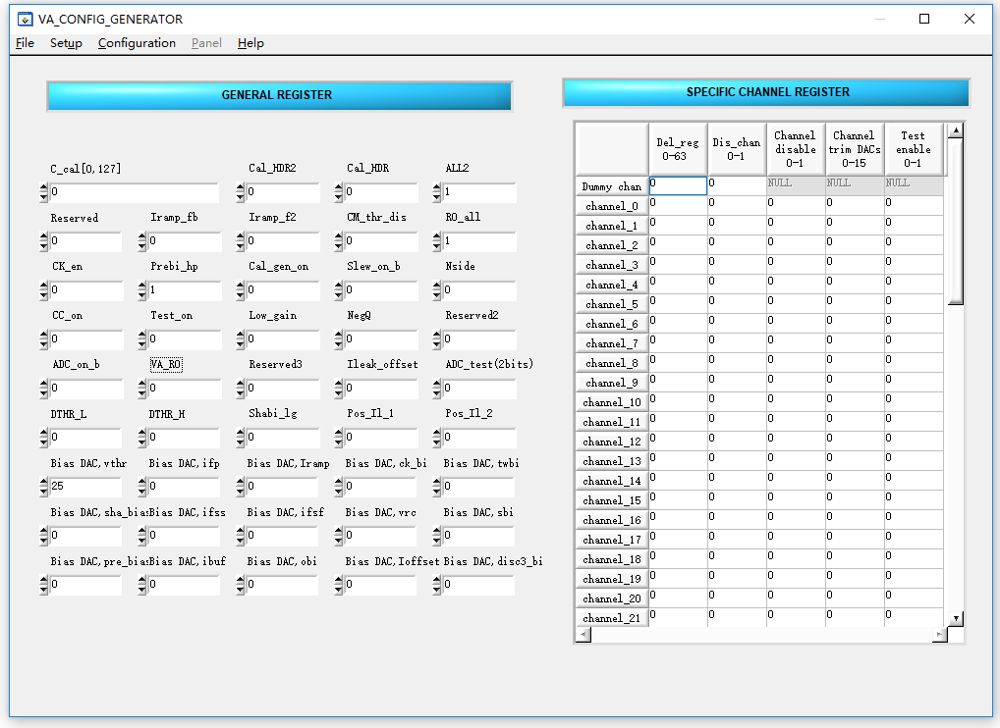 VA_CONFIG_GENERATOR
File Setup Configuration Panel Help
GENERAL REGISTER
C_cal[0,127] Cal_HDR2 Cal_HDR ALL2
0 0 0 1
Reserved Iramp_fb Iramp_f2 CM_thr_dis RO_all
0 0 0 0 1
CK_en Prebi_hp Cal_gen_on Slew_on_b Nside
0 1 0 0 0
CC_on Test_on Low_gain NegQ Reserved2
0 0 0 0 0
ADC_on_b VA_RO Reserved3 Ileak_offset ADC_test(2bits)
0 0 0 0 0
DTHR_L DTHR_H Shabi_lg Pos_Il_1 Pos_Il_2
0 0 0 0 0
Bias DAC,vthr Bias DAC,ifp Bias DAC,Iramp Bias DAC,ck_bi Bias DAC,twbi
25 0 0 0 0
Bias DAC,sha_bias Bias DAC,ifss Bias DAC,ifsf Bias DAC,vrc Bias DAC,sbi
0 0 0 0 0
Bias DAC,pre_bias Bias DAC,ibuf Bias DAC,obi Bias DAC,Ioffset Bias DAC,disc3_bi
0 0 0 0 0
SPECIFIC CHANNEL REGISTER
Del_reg 0-63 Dis_chan 0-1 Channel disable 0-1 Channel trim DACs 0-15 Test enable 0-1
Dummy chan 0 0 NULL NULL NULL
channel_0 0 0 0 0 0
channel_1 0 0 0 0 0
channel_2 0 0 0 0 0
channel_3 0 0 0 0 0
channel_4 0 0 0 0 0
channel_5 0 0 0 0 0
channel_6 0 0 0 0 0
channel_7 0 0 0 0 0
channel_8 0 0 0 0 0
channel_9 0 0 0 0 0
channel_10 0 0 0 0 0
channel_11 0 0 0 0 0
channel_12 0 0 0 0 0
channel_13 0 0 0 0 0
channel_14 0 0 0 0 0
channel_15 0 0 0 0 0
channel_16 0 0 0 0 0
channel_17 0 0 0 0 0
channel_18 0 0 0 0 0
channel_19 0 0 0 0 0
channel_20 0 0 0 0 0
channel_21 0 0 0 0 0